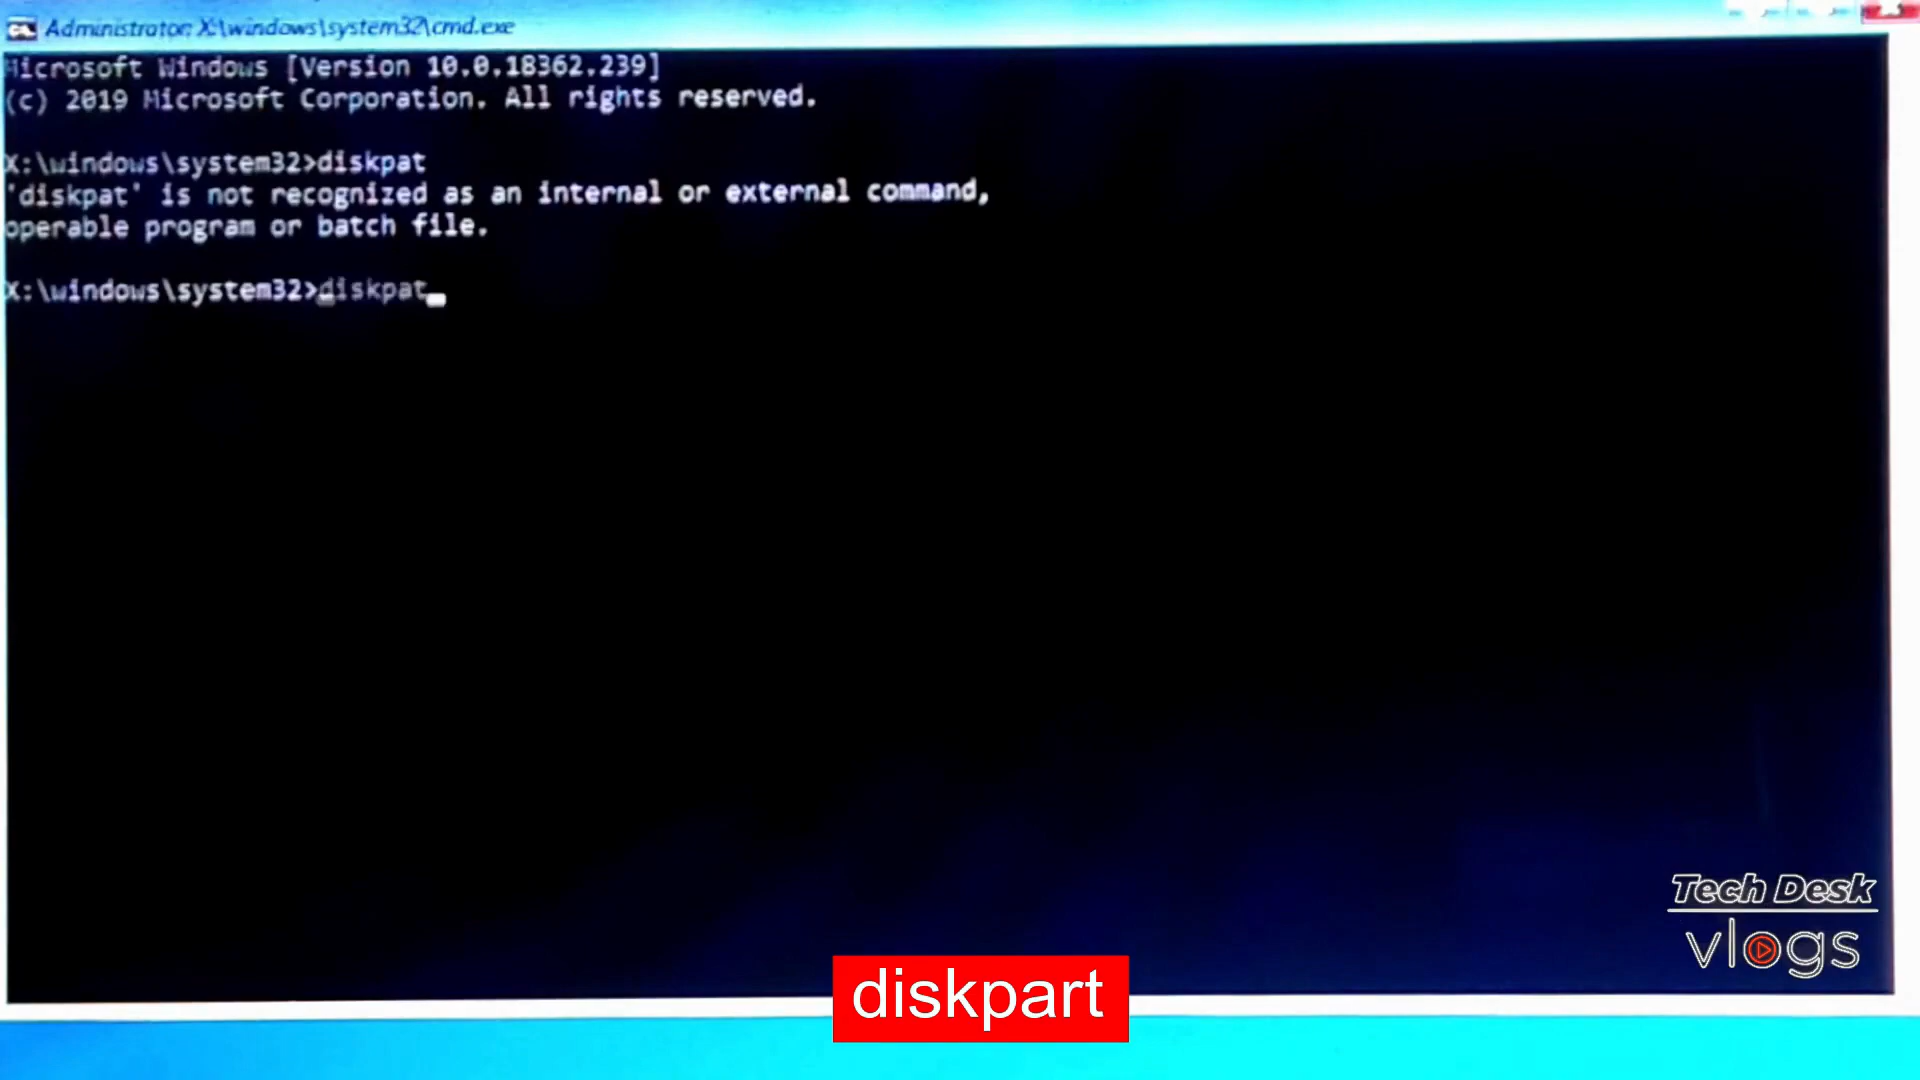 Administrator: X:\windows\system32\cmd.exe
Microsoft Windows [Version 10.0.18362.239]
(c) 2019 Microsoft Corporation. All rights reserved.
X:\windows\system32>diskpat
'diskpat' is not recognized as an internal or external command,
operable program or batch file.
X:\windows\system32>diskpat
Tech Desk
vlogs
diskpart